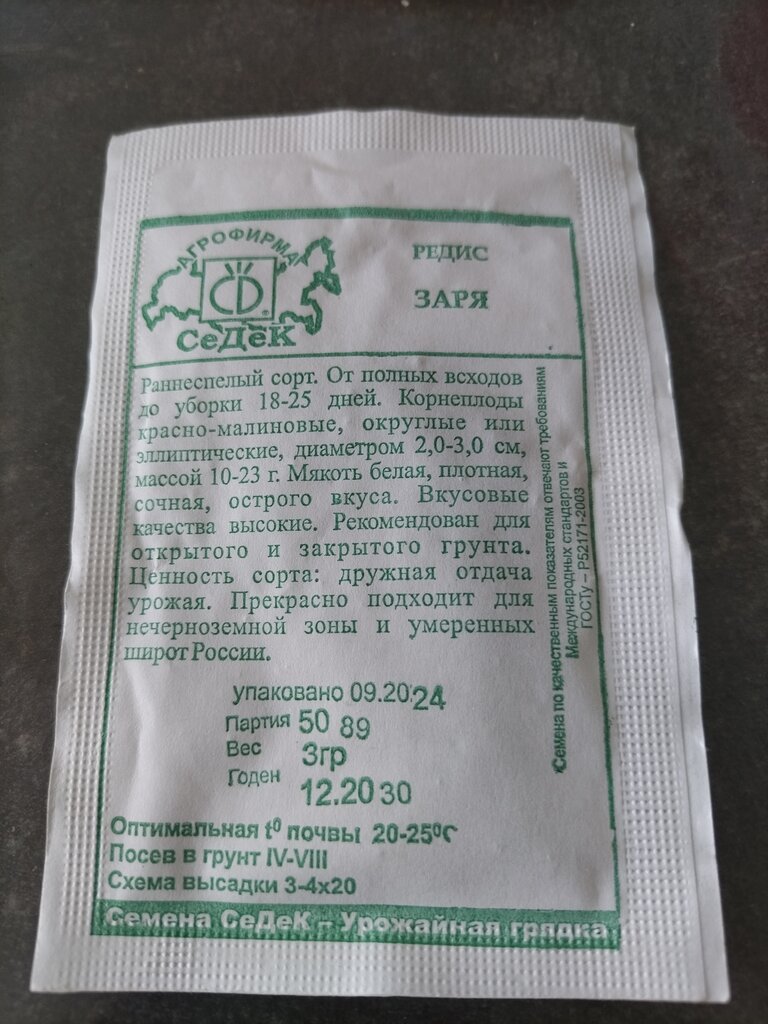 АГРОФИРМА
СеДеК
РЕДИС
ЗАРЯ
Раннеспелый сорт. От полных всходов
до уборки 18-25 дней. Корнеплоды
красно-малиновые, округлые или
эллиптические, диаметром 2,0-3,0 см,
массой 10-23 г. Мякоть белая, плотная,
сочная, острого вкуса. Вкусовые
качества высокие. Рекомендован для
открытого и закрытого грунта.
Ценность сорта: дружная отдача
урожая. Прекрасно подходит для
нечерноземной зоны и умеренных
широт России.
Семена по качественным показателям отвечают требованиям
Международных стандартов и
ГОСТу – Р52171-2003
упаковано 09.2024
Партия 50 89
Вес 3гр
Годен 12.20 30
Оптимальная t⁰ почвы 20-25⁰С
Посев в грунт IV-VIII
Схема высадки 3-4х20
Семена СеДеК – Урожайная грядка